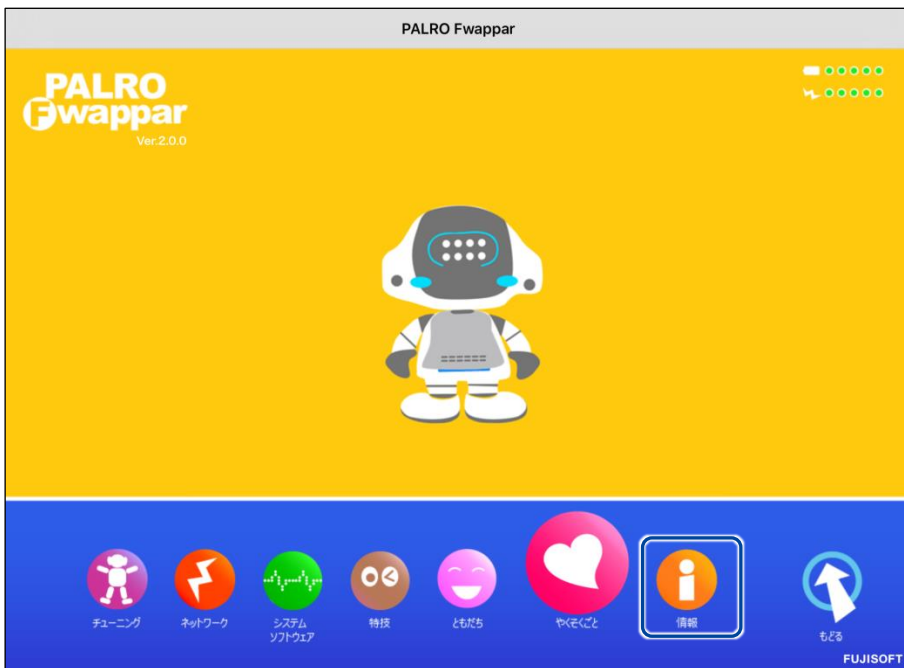 PALRO Fwappar
PALRO
Fwappar
Ver.2.0.0
チューニング
ネットワーク
システム
ソフトウェア
特技
ともだち
やくそくごと
情報
もどる
FUJISOFT